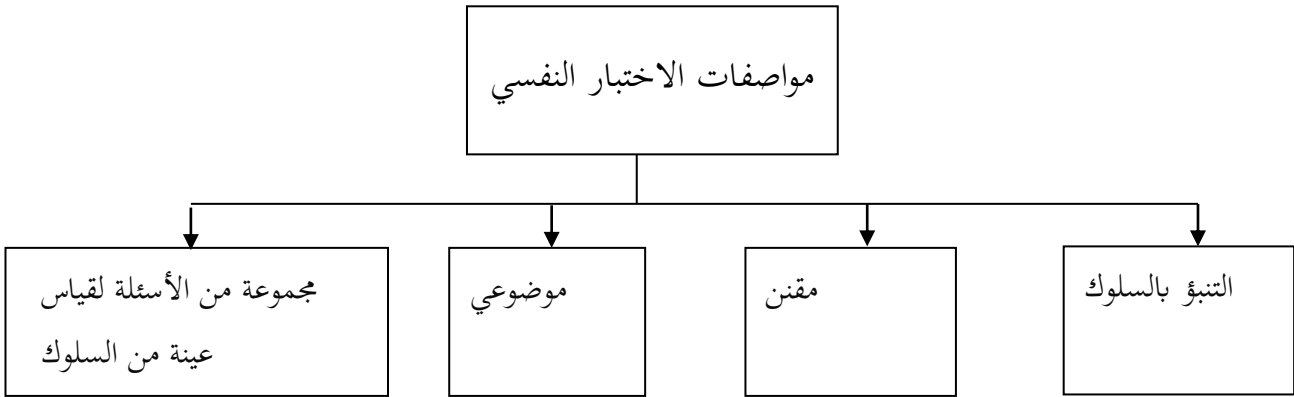 مواصفات الاختبار النفسي
التنبؤ بالسلوك
مقنن
موضوعي
مجموعة من الأسئلة لقياس
عينة من السلوك